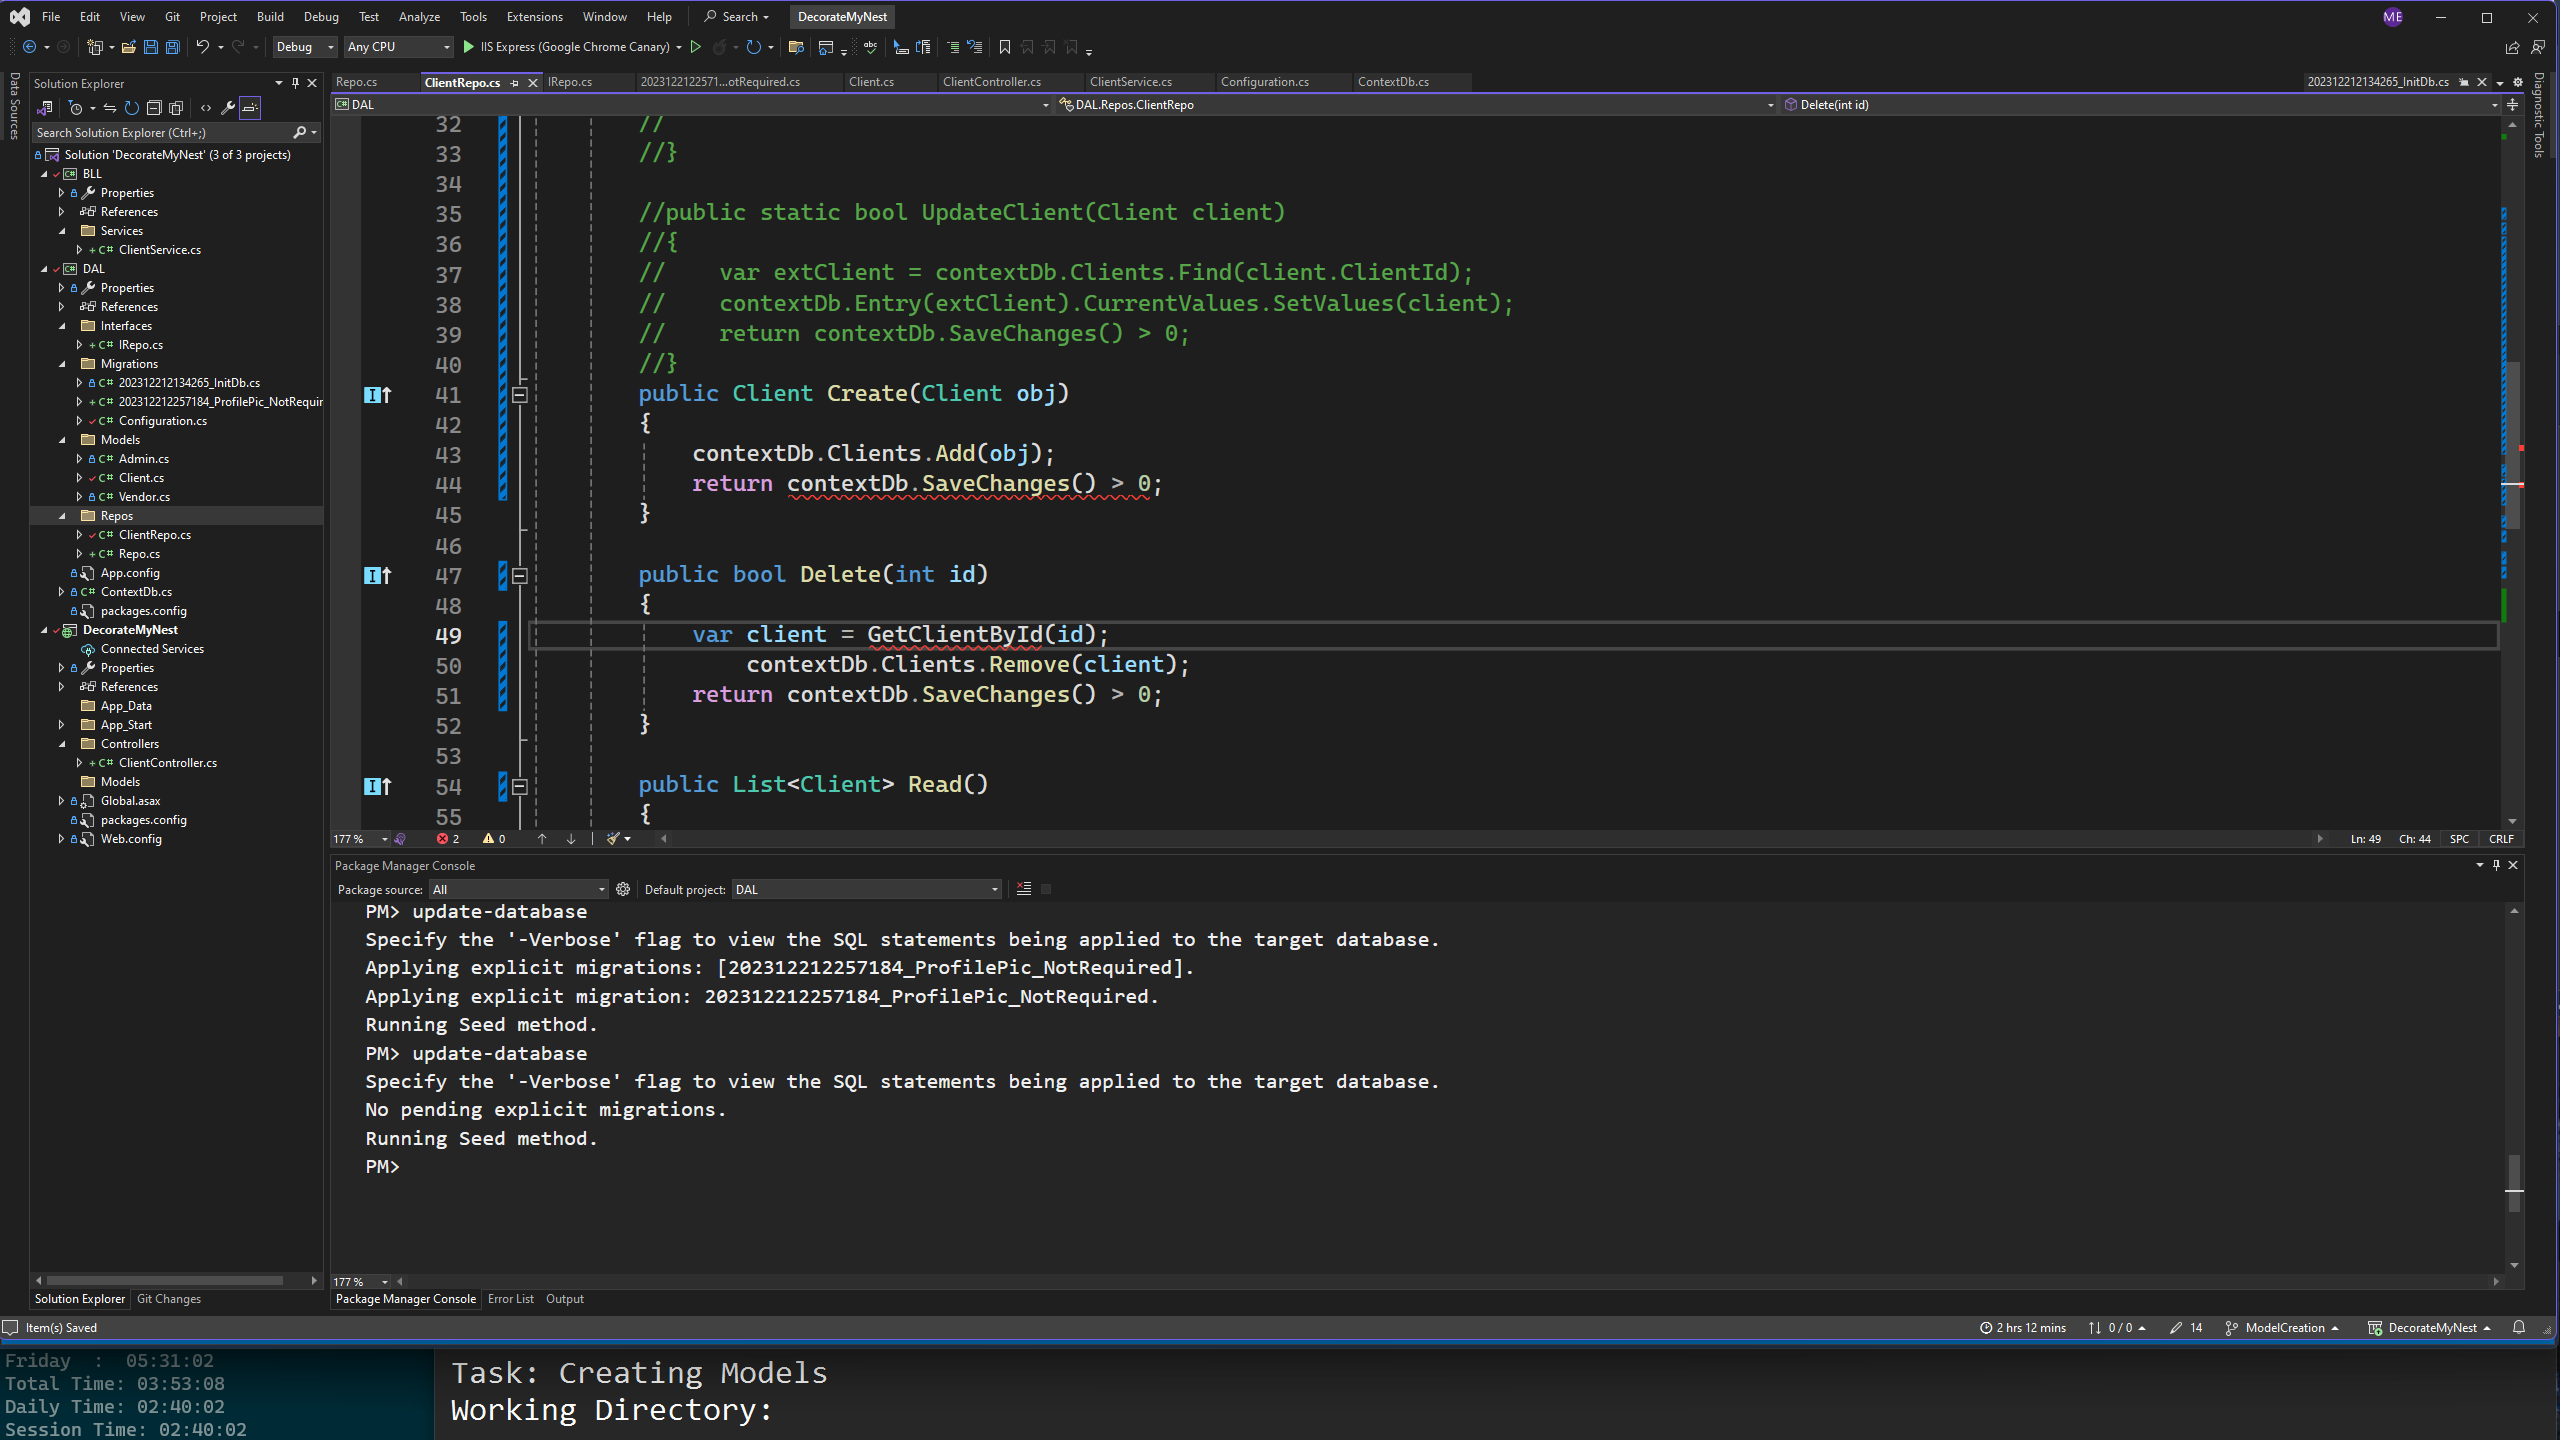 File Edit View Git Project Build Debug Test Analyze Tools Extensions Window Help Search DecorateMyNest ME
Debug Any CPU IIS Express (Google Chrome Canary)
Data Sources
Solution Explorer
Search Solution Explorer (Ctrl+;)
Solution 'DecorateMyNest' (3 of 3 projects)
BLL
Properties
References
Services
C# ClientService.cs
DAL
Properties
References
Interfaces
C# IRepo.cs
Migrations
C# 202312212134265_InitDb.cs
C# 202312212257184_ProfilePic_NotRequir
C# Configuration.cs
Models
C# Admin.cs
C# Client.cs
C# Vendor.cs
Repos
C# ClientRepo.cs
C# Repo.cs
App.config
C# ContextDb.cs
packages.config
DecorateMyNest
Connected Services
Properties
References
App_Data
App_Start
Controllers
C# ClientController.cs
Models
Global.asax
packages.config
Web.config
Solution Explorer Git Changes
Repo.cs ClientRepo.cs IRepo.cs 2023122122571...otRequired.cs Client.cs ClientController.cs ClientService.cs Configuration.cs ContextDb.cs 202312212134265_InitDb.cs
DAL DAL.Repos.ClientRepo Delete(int id)
Diagnostic Tools
32 //
33 //}
34
35 //public static bool UpdateClient(Client client)
36 //{
37 //    var extClient = contextDb.Clients.Find(client.ClientId);
38 //    contextDb.Entry(extClient).CurrentValues.SetValues(client);
39 //    return contextDb.SaveChanges() > 0;
40 //}
41 public Client Create(Client obj)
42 {
43     contextDb.Clients.Add(obj);
44     return contextDb.SaveChanges() > 0;
45 }
46
47 public bool Delete(int id)
48 {
49     var client = GetClientById(id);
50         contextDb.Clients.Remove(client);
51     return contextDb.SaveChanges() > 0;
52 }
53
54 public List<Client> Read()
55 {
177 % 2 0 Ln: 49 Ch: 44 SPC CRLF
Package Manager Console
Package source: All Default project: DAL
PM> update-database
Specify the '-Verbose' flag to view the SQL statements being applied to the target database.
Applying explicit migrations: [202312212257184_ProfilePic_NotRequired].
Applying explicit migration: 202312212257184_ProfilePic_NotRequired.
Running Seed method.
PM> update-database
Specify the '-Verbose' flag to view the SQL statements being applied to the target database.
No pending explicit migrations.
Running Seed method.
PM>
177 %
Package Manager Console Error List Output
Item(s) Saved 2 hrs 12 mins 0 / 0 14 ModelCreation DecorateMyNest
Friday  :  05:31:02
Total Time: 03:53:08
Daily Time: 02:40:02
Session Time: 02:40:02
Task: Creating Models
Working Directory: